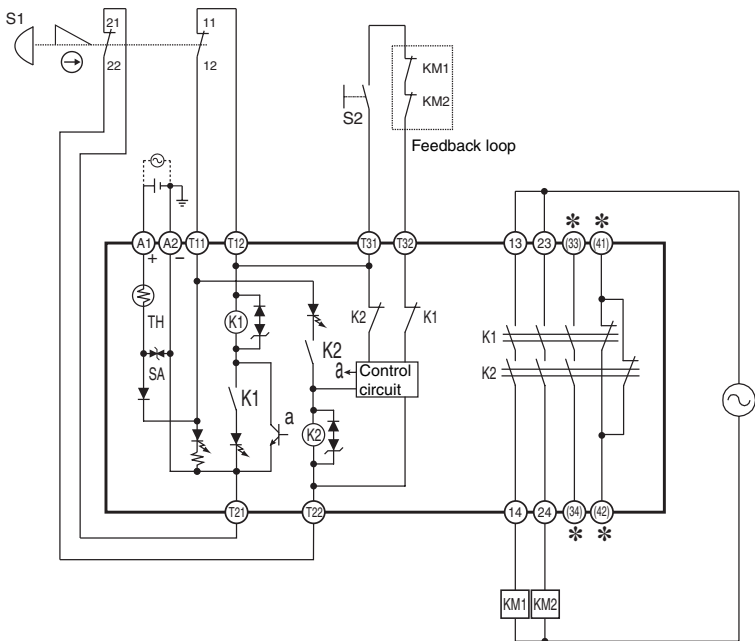 S1
21
22
11
12
S2
KM1
KM2
Feedback loop
A1
A2
T11
T12
T31
T32
13
23
(33)
(41)
*
*
+
−
TH
SA
K1
K1
K2
K2
K2
K1
a
Control
circuit
a
K1
K2
T21
T22
14
24
(34)
(42)
*
*
KM1
KM2